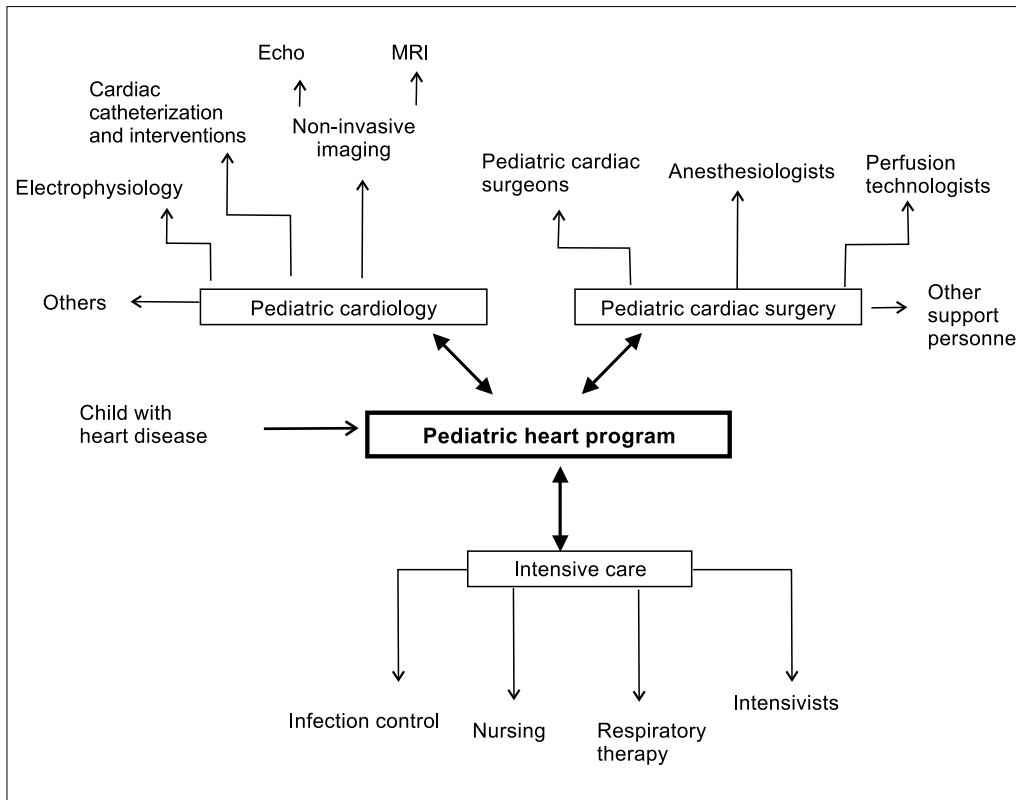 Echo
MRI
Cardiac
catheterization
and interventions
Non-invasive
imaging
Electrophysiology
Others
Pediatric cardiology
Pediatric cardiac
surgeons
Anesthesiologists
Perfusion
technologists
Pediatric cardiac surgery
Other
support
personne
Child with
heart disease
Pediatric heart program
Intensive care
Infection control
Nursing
Respiratory
therapy
Intensivists